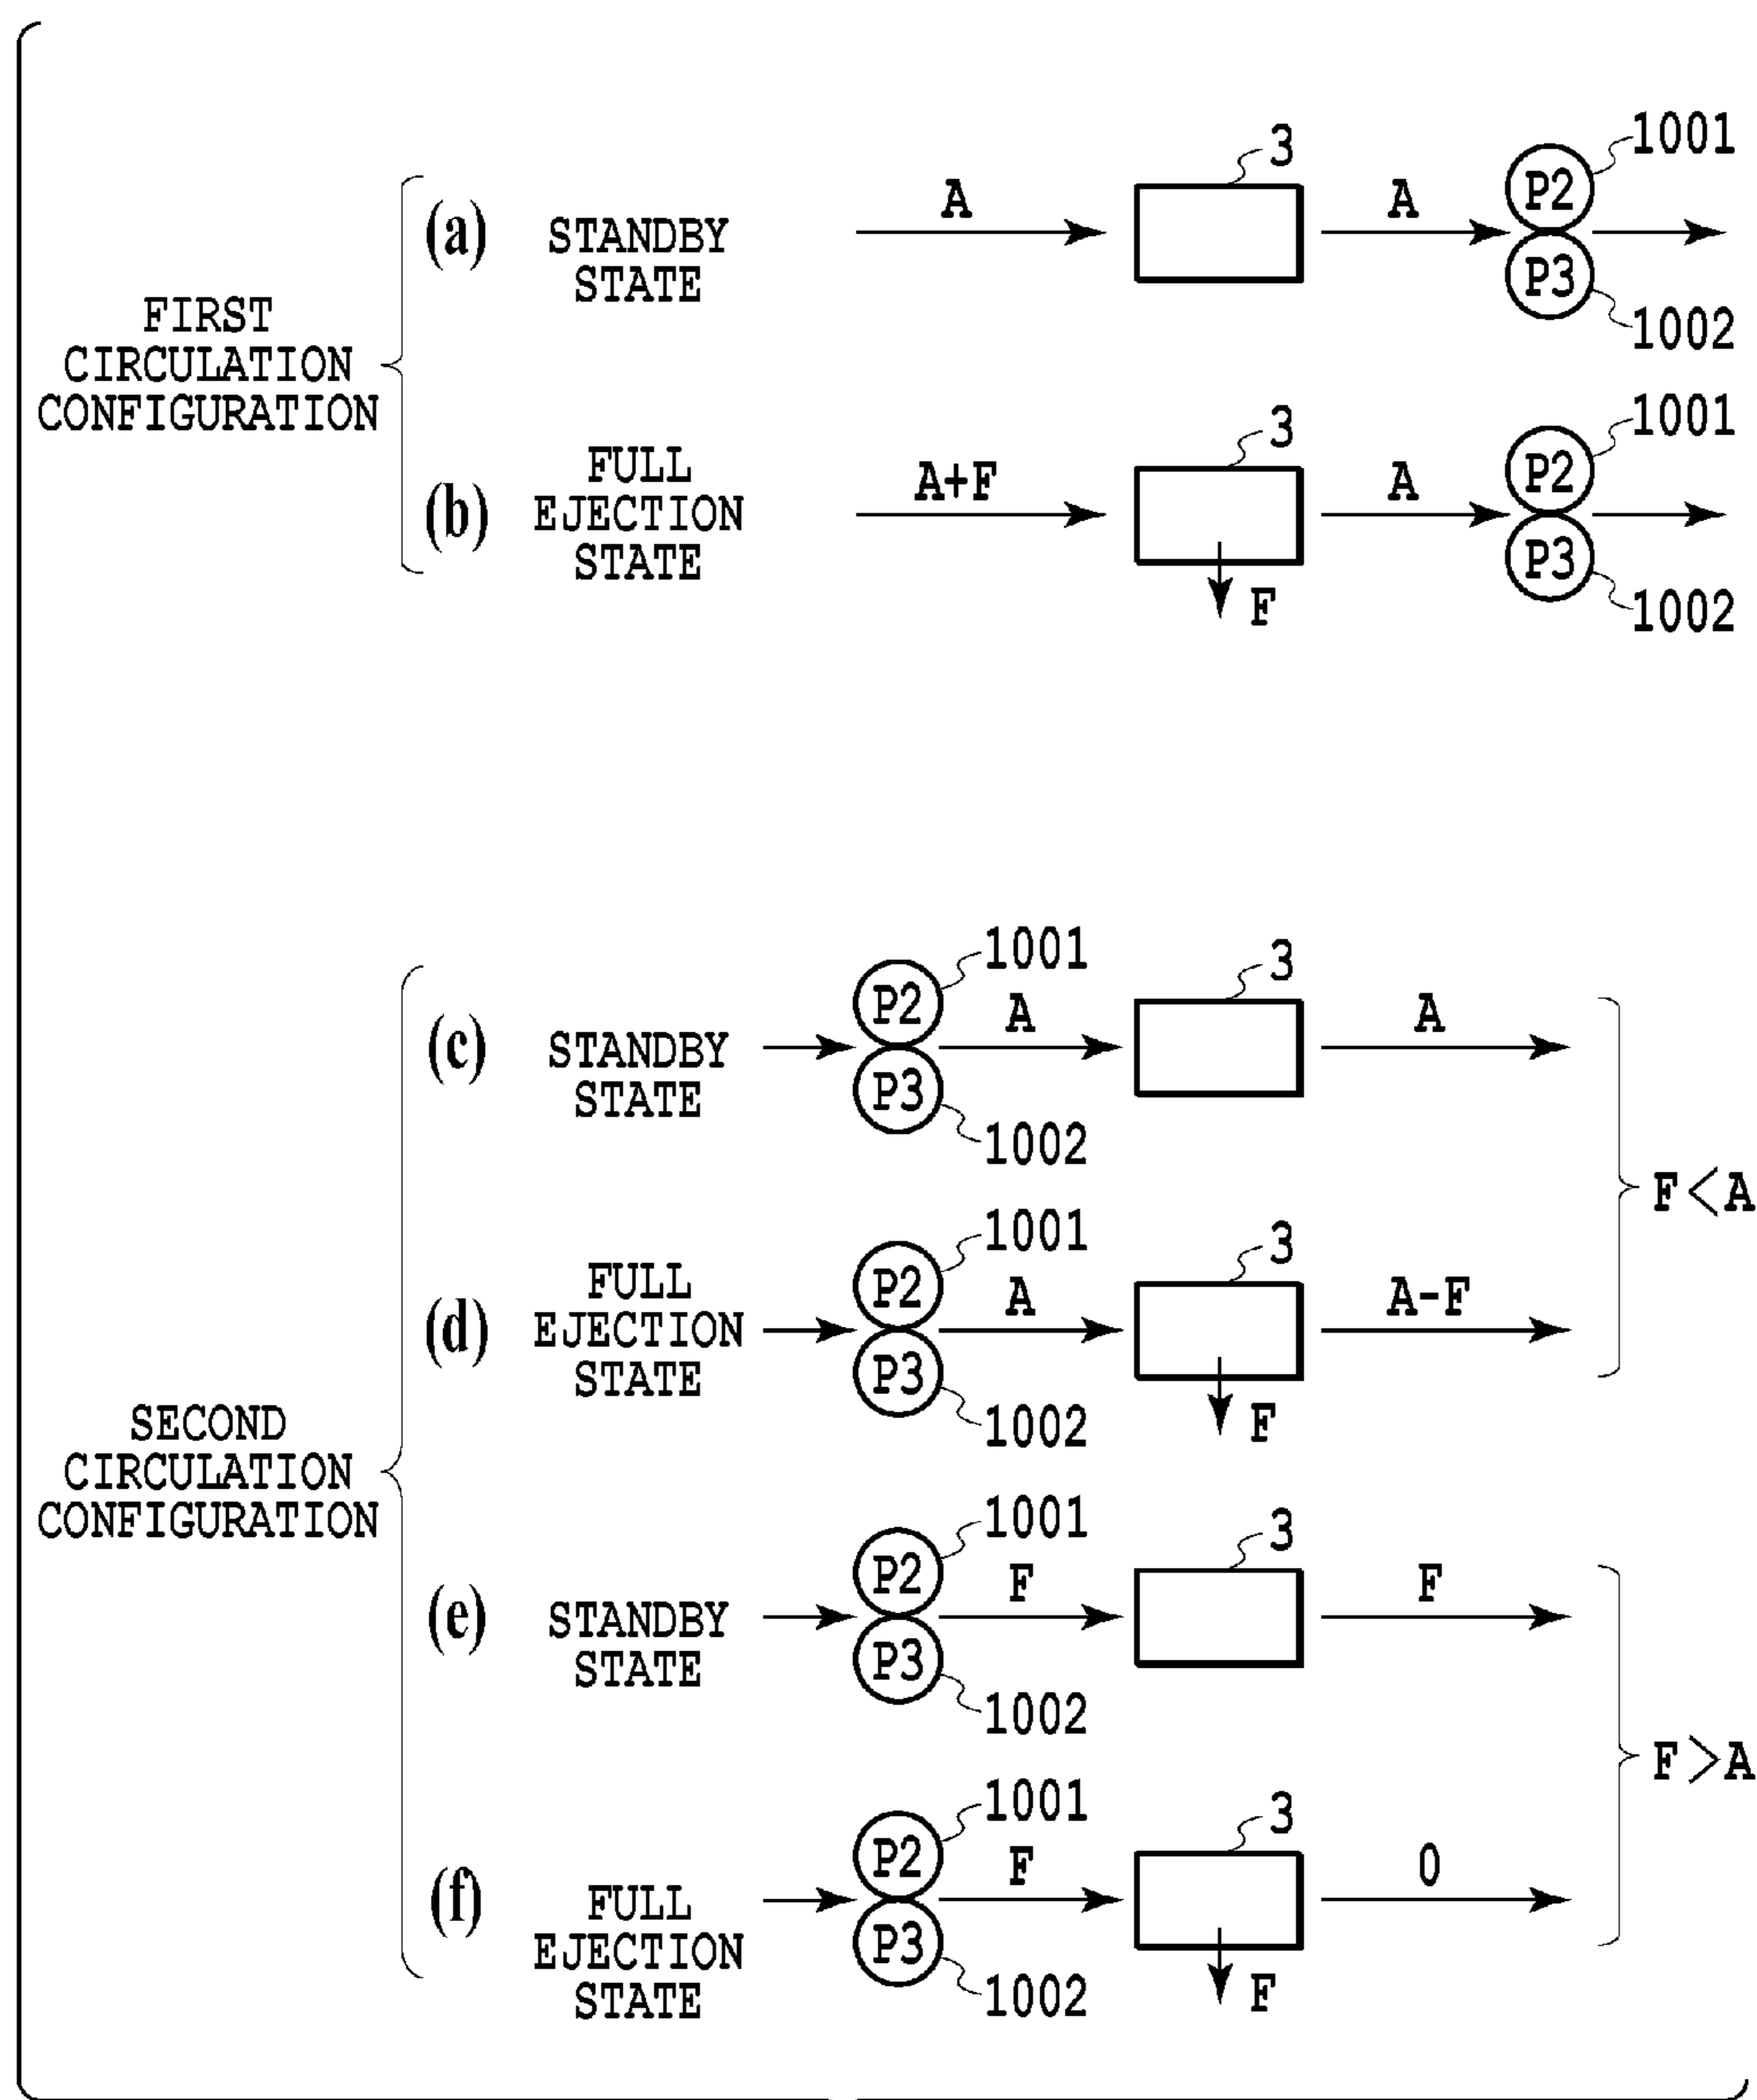 FIRST
CIRCULATION
CONFIGURATION
(a) STANDBY
STATE
A
3
A
P2
P3
1001
1002
(b) FULL
EJECTION
STATE
A+F
3
F
A
P2
P3
1001
1002
SECOND
CIRCULATION
CONFIGURATION
(c) STANDBY
STATE
P2
P3
1001
1002
A
3
A
(d) FULL
EJECTION
STATE
P2
P3
1001
1002
A
3
F
A-F
F<A
(e) STANDBY
STATE
P2
P3
1001
1002
F
3
F
(f) FULL
EJECTION
STATE
P2
P3
1001
1002
F
3
F
0
F>A